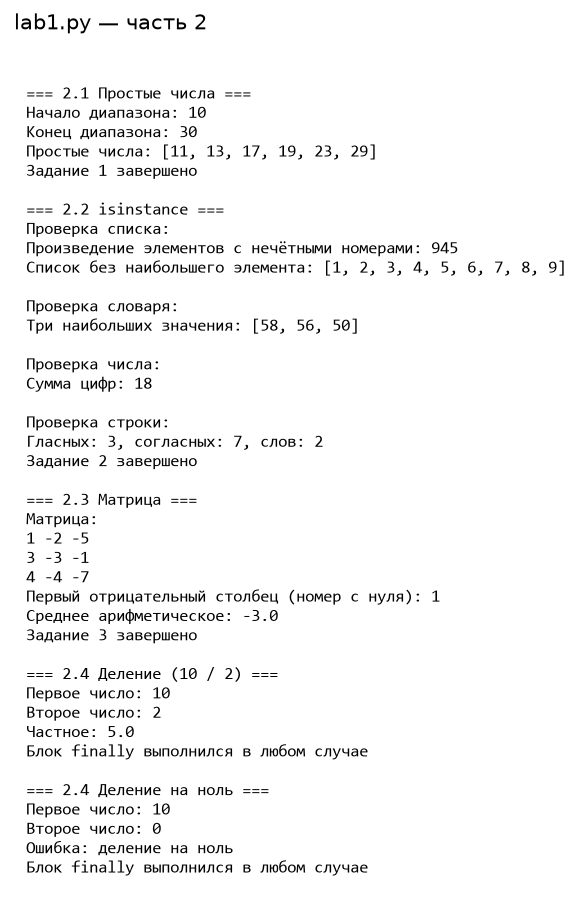 lab1.py — часть 2
=== 2.1 Простые числа ===
Начало диапазона: 10
Конец диапазона: 30
Простые числа: [11, 13, 17, 19, 23, 29]
Задание 1 завершено
=== 2.2 isinstance ===
Проверка списка:
Произведение элементов с нечётными номерами: 945
Список без наибольшего элемента: [1, 2, 3, 4, 5, 6, 7, 8, 9]
Проверка словаря:
Три наибольших значения: [58, 56, 50]
Проверка числа:
Сумма цифр: 18
Проверка строки:
Гласных: 3, согласных: 7, слов: 2
Задание 2 завершено
=== 2.3 Матрица ===
Матрица:
1 -2 -5
3 -3 -1
4 -4 -7
Первый отрицательный столбец (номер с нуля): 1
Среднее арифметическое: -3.0
Задание 3 завершено
=== 2.4 Деление (10 / 2) ===
Первое число: 10
Второе число: 2
Частное: 5.0
Блок finally выполнился в любом случае
=== 2.4 Деление на ноль ===
Первое число: 10
Второе число: 0
Ошибка: деление на ноль
Блок finally выполнился в любом случае